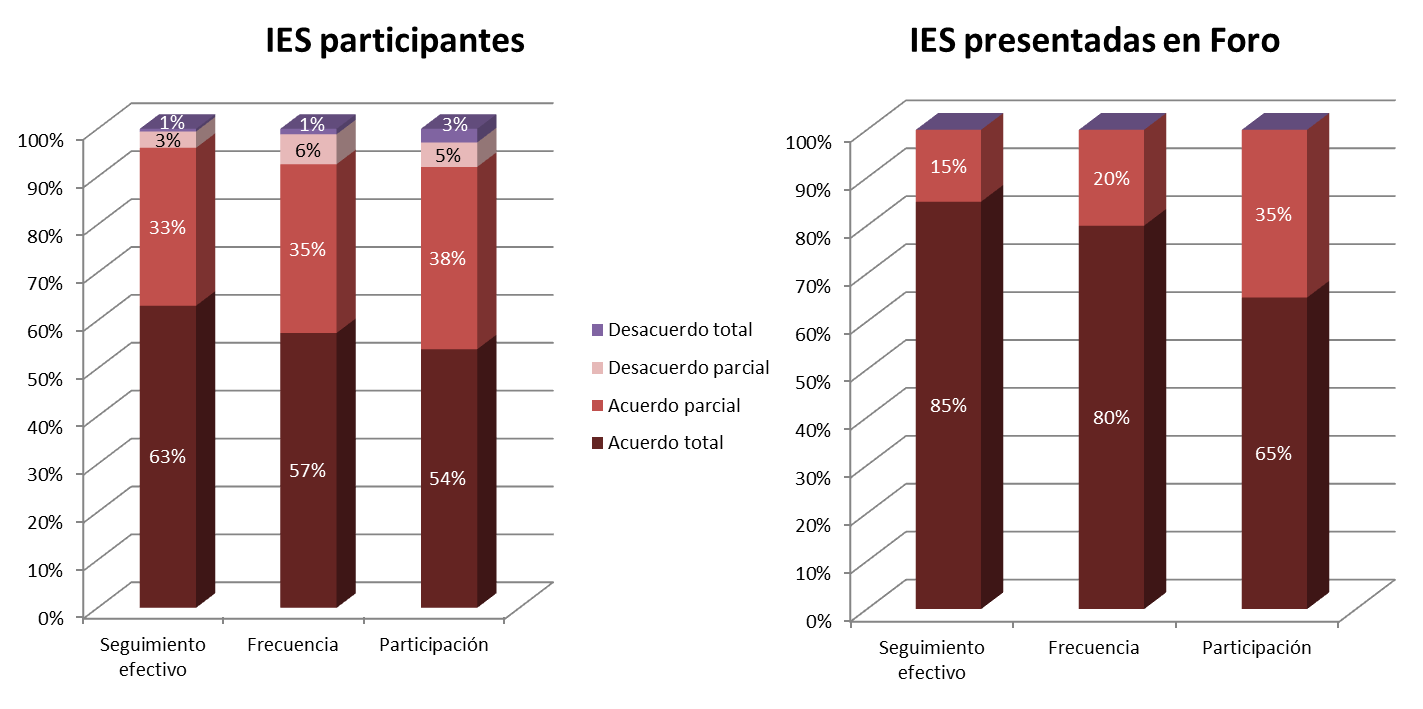 IES participantes
100%
90%
80%
70%
60%
50%
40%
30%
20%
10%
0%
1%
3%
33%
63%
1%
6%
35%
57%
3%
5%
38%
54%
Seguimiento
efectivo
Frecuencia
Participación
Desacuerdo total
Desacuerdo parcial
Acuerdo parcial
Acuerdo total
IES presentadas en Foro
100%
90%
80%
70%
60%
50%
40%
30%
20%
10%
0%
15%
85%
20%
80%
35%
65%
Seguimiento
efectivo
Frecuencia
Participación